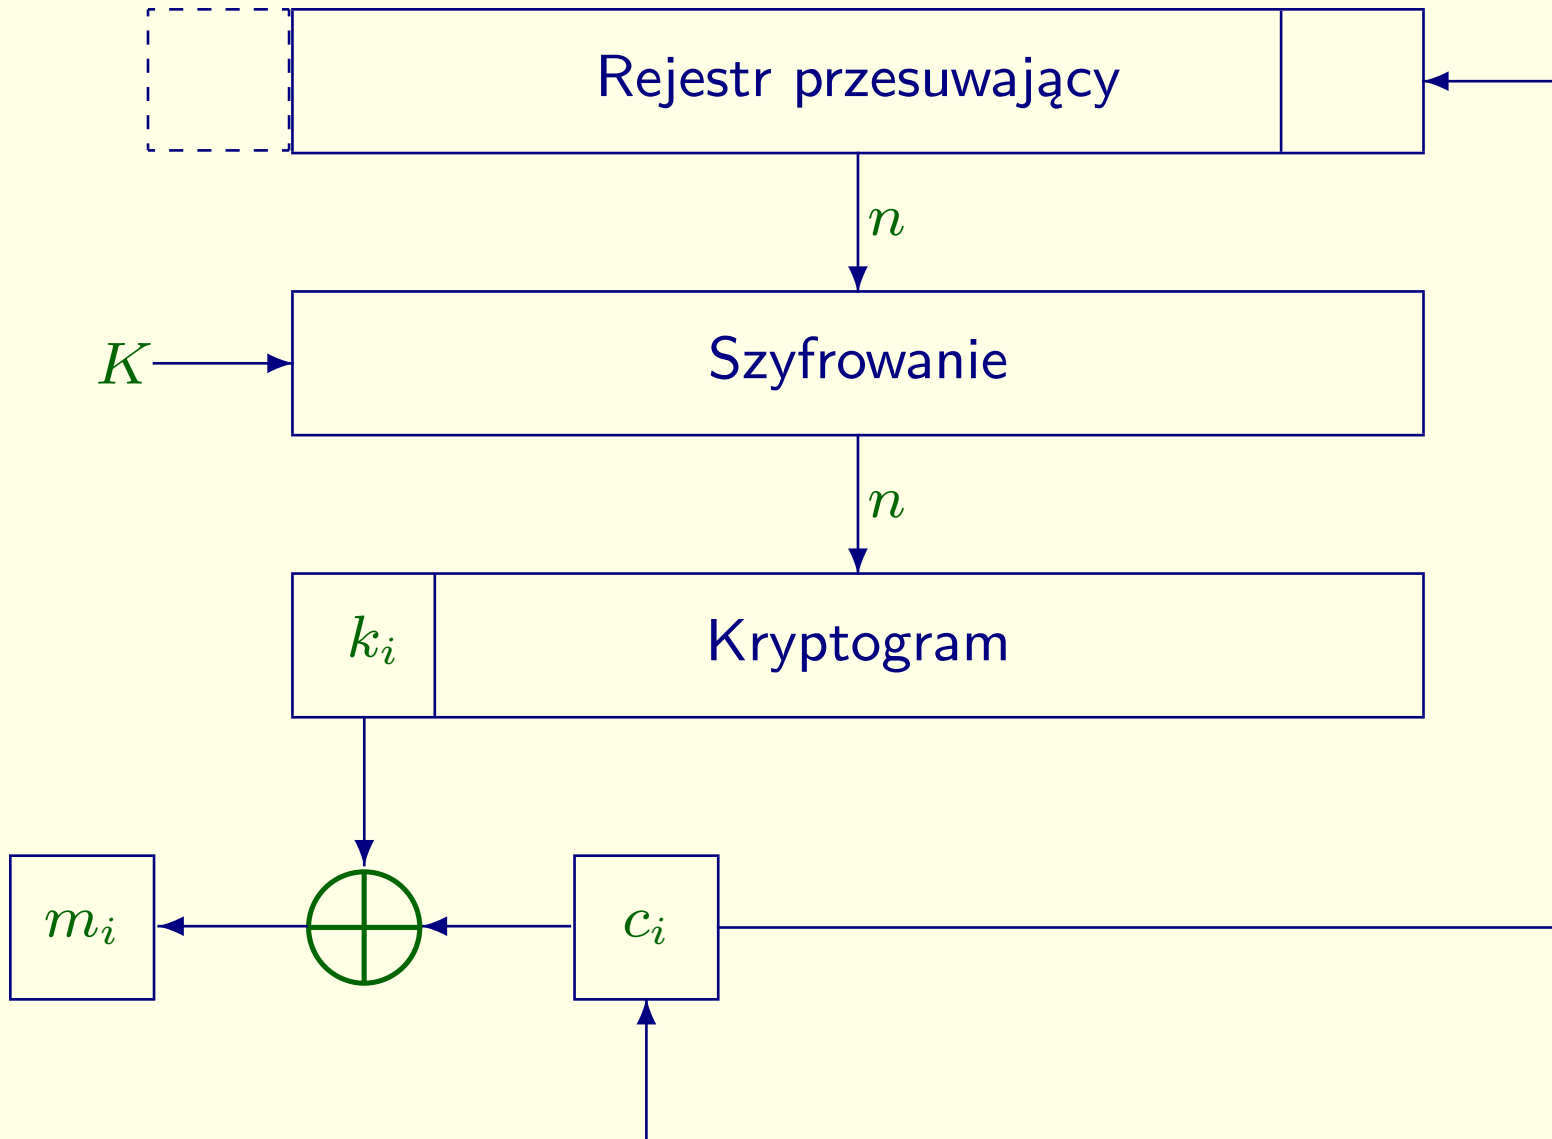 Rejestr przesuwający
n
K
Szyfrowanie
n
k_i
Kryptogram
m_i
c_i